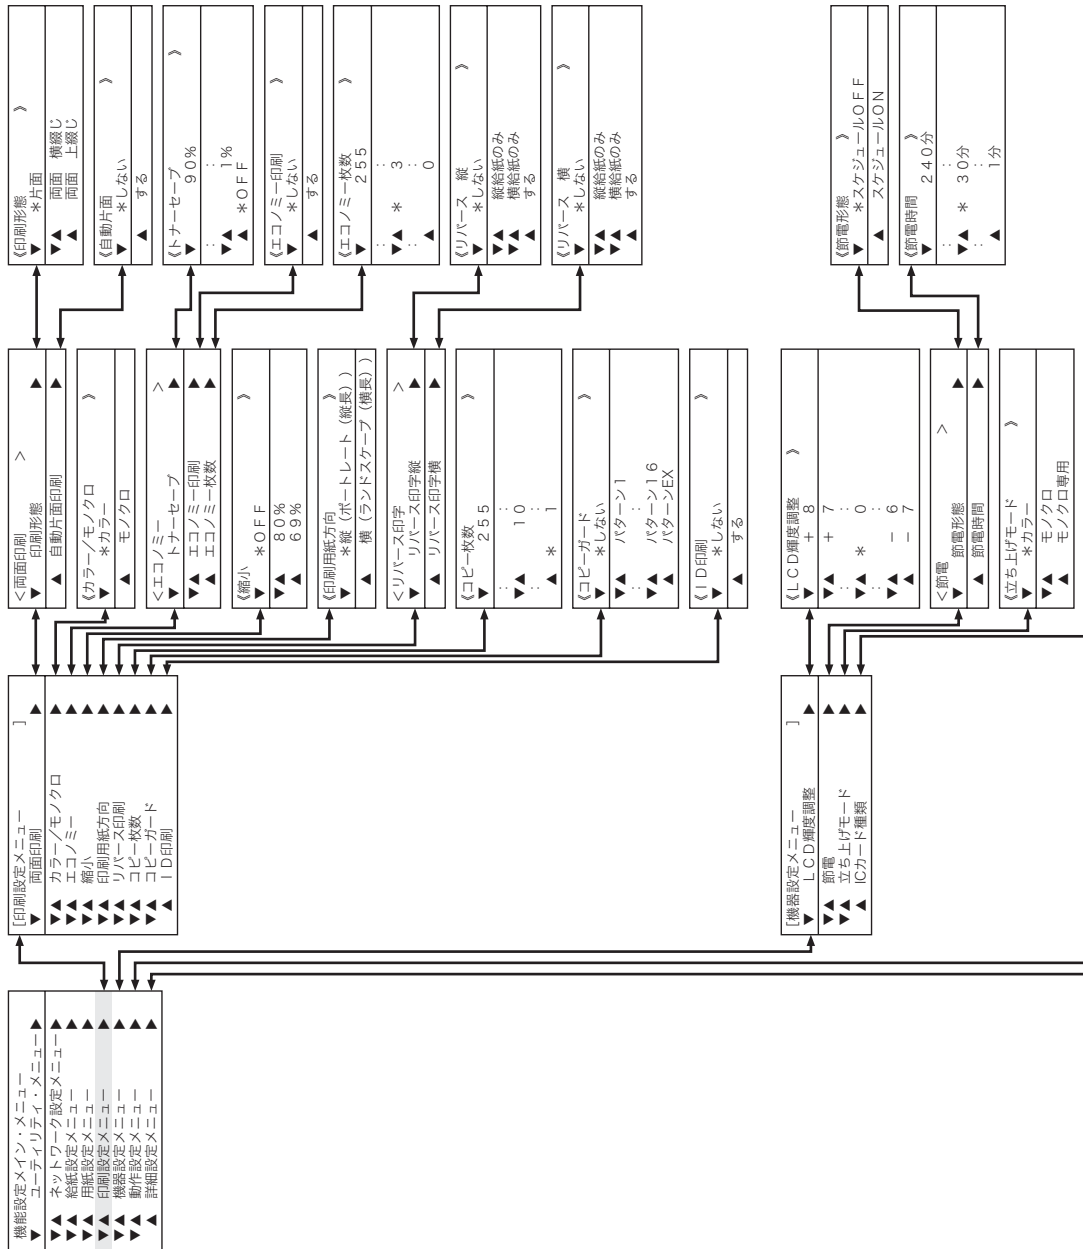 機能設定メイン・メニュー
▼ ユーティリティ・メニュー ▶
▼▲ ネットワーク設定メニュー ▶
▼▲ 給紙設定メニュー ▶
▼▲ 用紙設定メニュー ▶
▼▲ 印刷設定メニュー ▶
▼▲ 機器設定メニュー ▶
▼▲ 動作設定メニュー ▶
▲ 詳細設定メニュー ▶
[印刷設定メニュー ]
▼ 両面印刷 ▶
▼▲ カラー/モノクロ ▶
▼▲ エコノミー ▶
▼▲ 縮小 ▶
▼▲ 印刷用紙方向 ▶
▼▲ リバース印刷 ▶
▼▲ コピー枚数 ▶
▼▲ コピーガード ▶
▲ ID印刷 ▶
[機器設定メニュー ]
▼ LCD輝度調整 ▶
▼▲ 節電 ▶
▼▲ 立ち上げモード ▶
▲ ICカード種類 ▶
<両面印刷 >
▼ 印刷形態 ▶
▲ 自動片面印刷 ▶
《カラー/モノクロ 》
▼ *カラー
▲ モノクロ
<エコノミー >
▼ トナーセーブ ▶
▼▲ エコノミー印刷 ▶
▲ エコノミー枚数 ▶
《縮小 》
▼ *OFF
▼▲ 80%
▲ 69%
《印刷用紙方向 》
▼ *縦(ポートレート(縦長))
▲ 横(ランドスケープ(横長))
<リバース印字 >
▼ リバース印字縦 ▶
▲ リバース印字横 ▶
《コピー枚数 》
▼ 255
: :
▼▲ 10
: :
▲ * 1
《コピーガード 》
▼ *しない
▼▲ パターン1
: :
▼▲ パターン16
▲ パターンEX
《ID印刷 》
▼ *しない
▲ する
《LCD輝度調整 》
▼ +8
▼▲ +7
: :
▼▲ * 0
: :
▼▲ −6
▲ −7
<節電 >
▼ 節電形態 ▶
▲ 節電時間 ▶
《立ち上げモード 》
▼ *カラー
▼▲ モノクロ
▲ モノクロ専用
《印刷形態 》
▼ *片面
▼▲ 両面 横綴じ
▲ 両面 上綴じ
《自動片面 》
▼ *しない
▲ する
《トナーセーブ 》
▼ 90%
: :
▼▲ 1%
▲ *OFF
《エコノミー印刷 》
▼ *しない
▲ する
《エコノミー枚数 》
▼ 255
: :
▼▲ * 3
: :
▲ 0
《リバース 縦 》
▼ *しない
▼▲ 縦給紙のみ
▼▲ 横給紙のみ
▲ する
《リバース 横 》
▼ *しない
▼▲ 縦給紙のみ
▼▲ 横給紙のみ
▲ する
《節電形態 》
▼ *スケジュールOFF
▲ スケジュールON
《節電時間 》
▼ 240分
: :
▼▲ * 30分
: :
▲ 1分